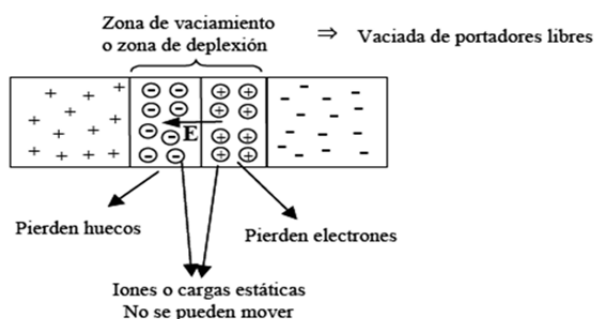 Zona de vaciamiento
o zona de deplexión
⇒ Vaciada de portadores libres
E
Pierden huecos
Pierden electrones
Iones o cargas estáticas
No se pueden mover